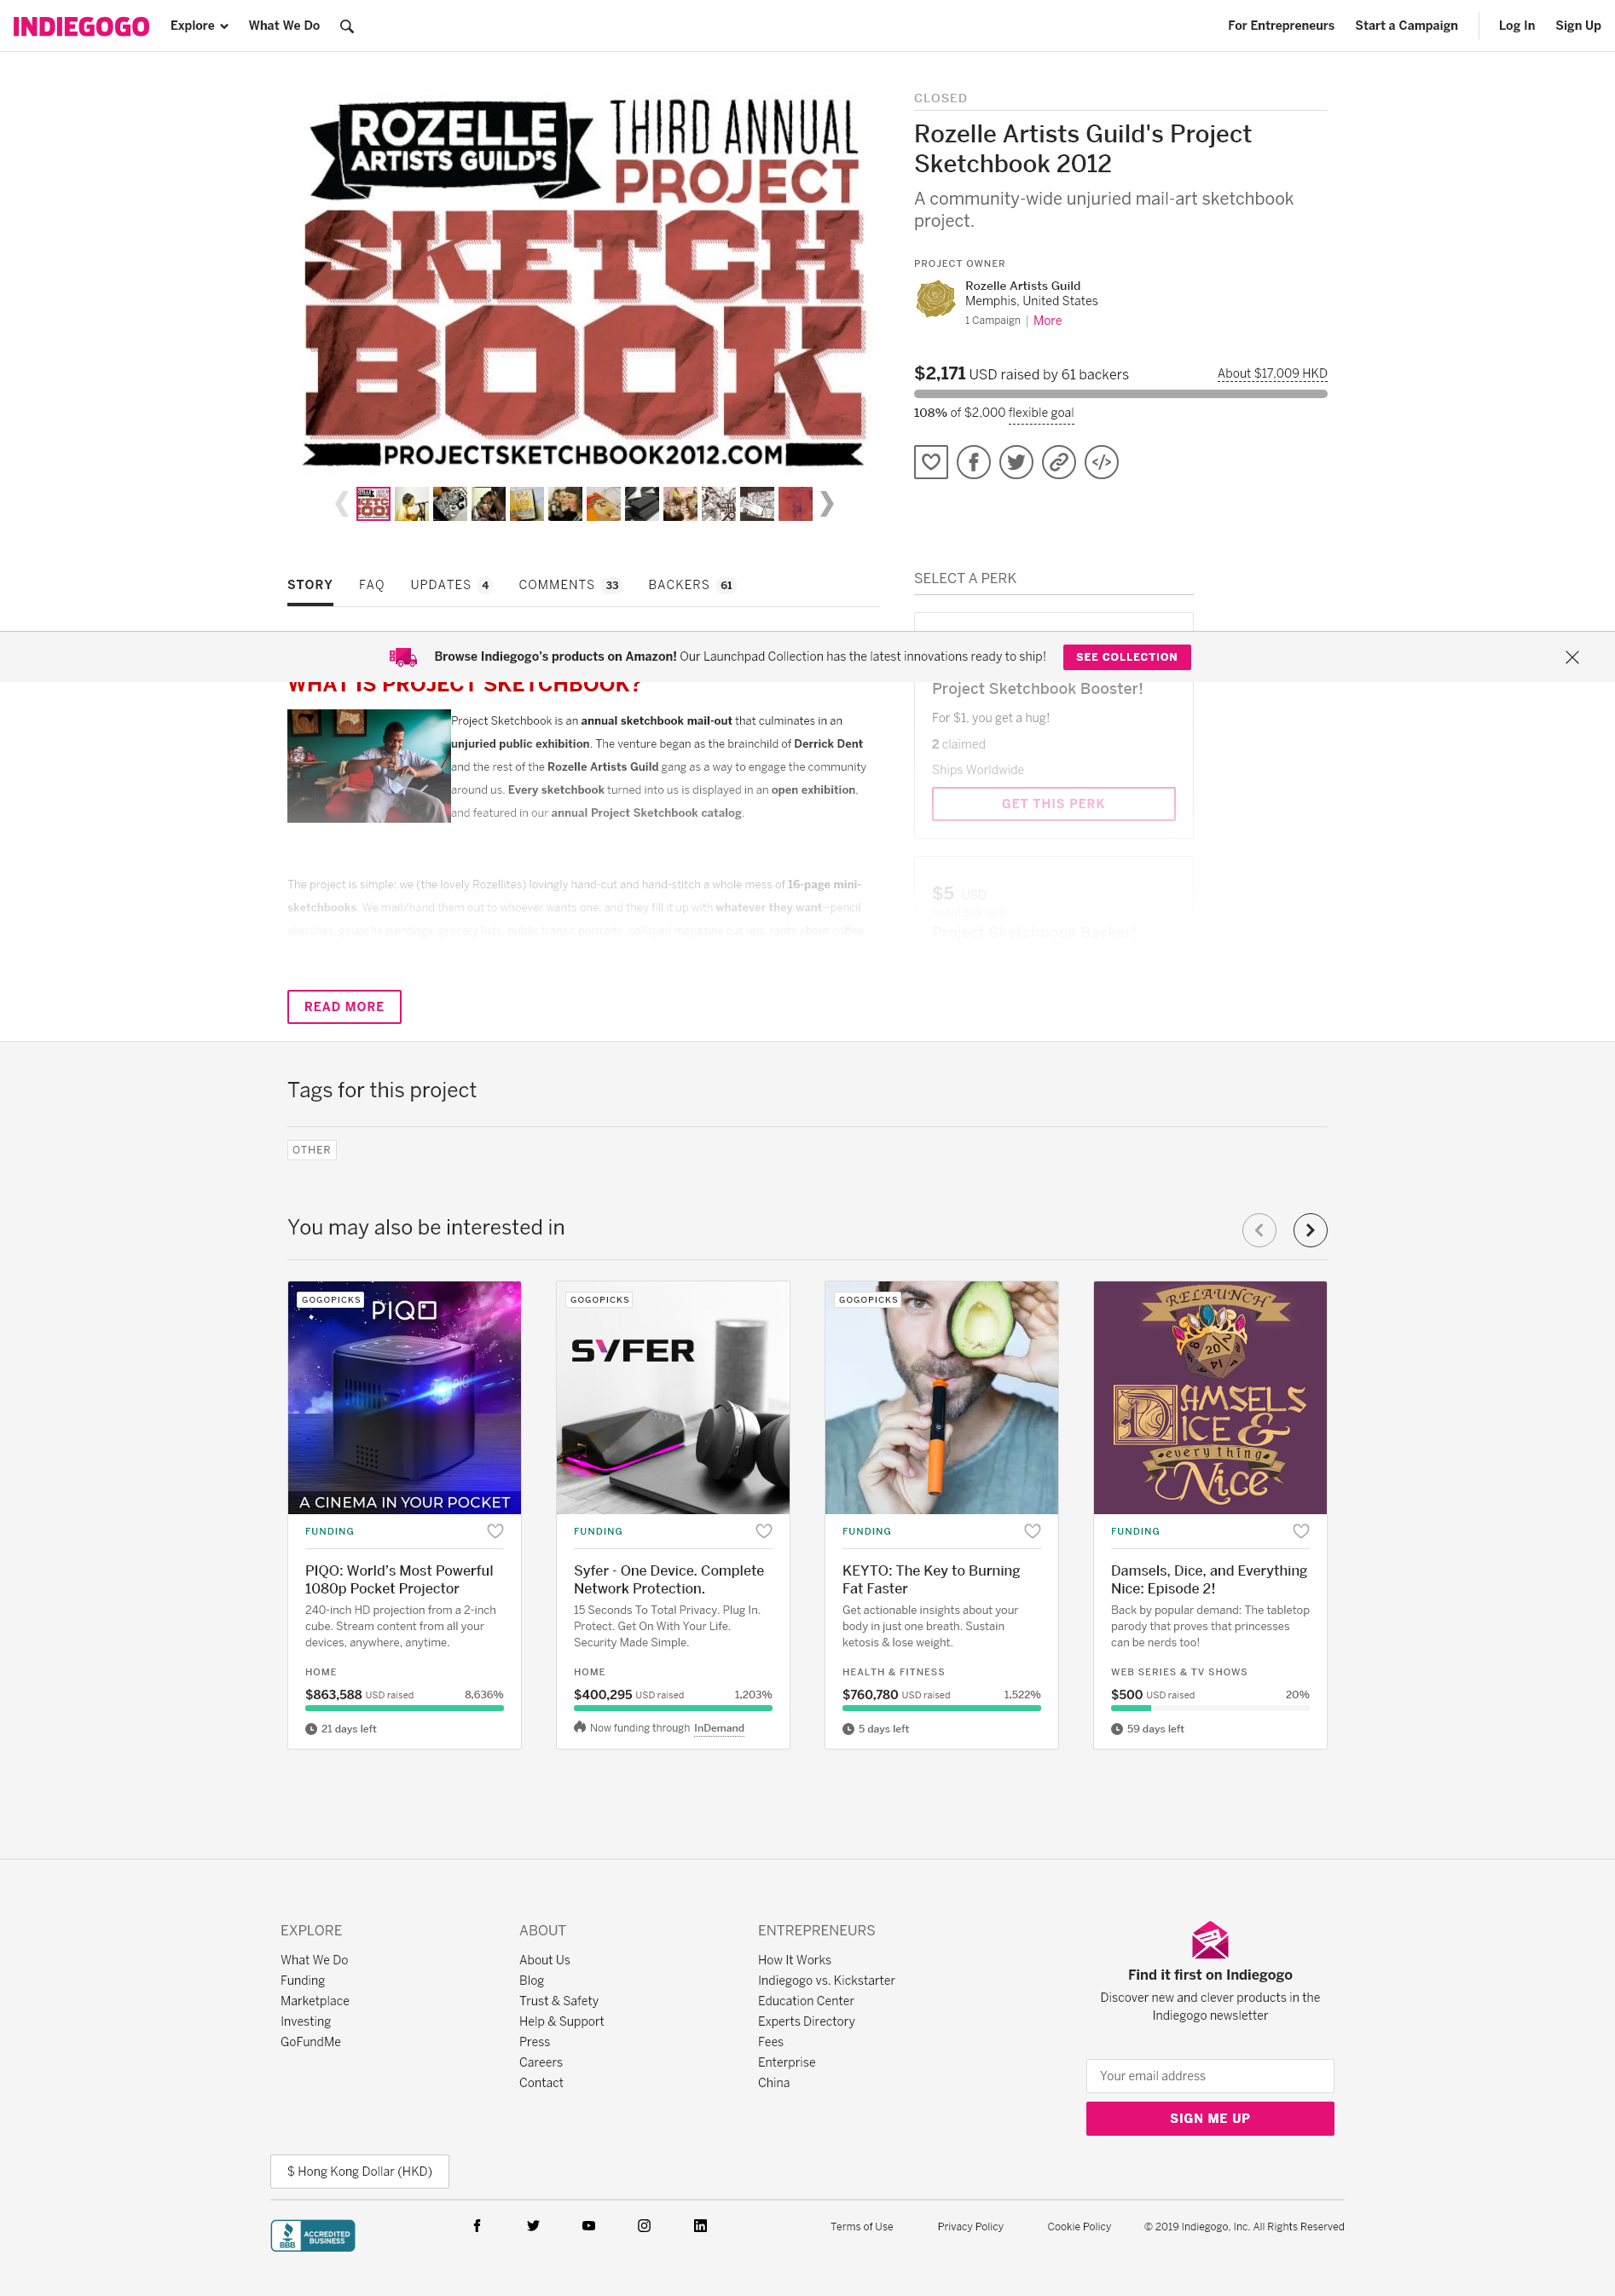 INDIEGOGO
Explore
What We Do
For Entrepreneurs
Start a Campaign
Log In
Sign Up
ROZELLE
ARTISTS GUILD'S
THIRD ANNUAL
PROJECT
SKETCH
BOOK
PROJECTSKETCHBOOK2012.COM
CLOSED
Rozelle Artists Guild's Project
Sketchbook 2012
A community-wide unjuried mail-art sketchbook
project.
PROJECT OWNER
Rozelle Artists Guild
Memphis, United States
1 Campaign | More
$2,171 USD raised by 61 backers
About $17,009 HKD
108% of $2,000 flexible goal
STORY
FAQ
UPDATES 4
COMMENTS 33
BACKERS 61
SELECT A PERK
Browse Indiegogo's products on Amazon! Our Launchpad Collection has the latest innovations ready to ship!
SEE COLLECTION
WHAT IS PROJECT SKETCHBOOK?
Project Sketchbook is an annual sketchbook mail-out that culminates in an
unjuried public exhibition. The venture began as the brainchild of Derrick Dent
and the rest of the Rozelle Artists Guild gang as a way to engage the community
around us. Every sketchbook turned into us is displayed in an open exhibition,
and featured in our annual Project Sketchbook catalog.
The project is simple: we (the lovely Rozellites) lovingly hand-cut and hand-stitch a whole mess of 16-page mini-
sketchbooks. We mail/hand them out to whoever wants one, and they fill it up with whatever they want--pencil
sketches, gouache paintings, grocery lists, public transit portraits, collaged magazine cut ups, rants about coffee
Project Sketchbook Booster!
For $1, you get a hug!
2 claimed
Ships Worldwide
GET THIS PERK
$5 USD
Project Sketchbook Backer!
READ MORE
Tags for this project
OTHER
You may also be interested in
GOGOPICKS
PIQO
PIQO
A CINEMA IN YOUR POCKET
FUNDING
PIQO: World's Most Powerful
1080p Pocket Projector
240-inch HD projection from a 2-inch
cube. Stream content from all your
devices, anywhere, anytime.
HOME
$863,588 USD raised
8,636%
21 days left
GOGOPICKS
SYFER
FUNDING
Syfer - One Device. Complete
Network Protection.
15 Seconds To Total Privacy. Plug In.
Protect. Get On With Your Life.
Security Made Simple.
HOME
$400,295 USD raised
1,203%
Now funding through InDemand
GOGOPICKS
FUNDING
KEYTO: The Key to Burning
Fat Faster
Get actionable insights about your
body in just one breath. Sustain
ketosis & lose weight.
HEALTH & FITNESS
$760,780 USD raised
1,522%
5 days left
RELAUNCH
20
14
DAMSELS
DICE &
everything
Nice
FUNDING
Damsels, Dice, and Everything
Nice: Episode 2!
Back by popular demand: The tabletop
parody that proves that princesses
can be nerds too!
WEB SERIES & TV SHOWS
$500 USD raised
20%
59 days left
EXPLORE
What We Do
Funding
Marketplace
Investing
GoFundMe
ABOUT
About Us
Blog
Trust & Safety
Help & Support
Press
Careers
Contact
ENTREPRENEURS
How It Works
Indiegogo vs. Kickstarter
Education Center
Experts Directory
Fees
Enterprise
China
Find it first on Indiegogo
Discover new and clever products in the
Indiegogo newsletter
Your email address
SIGN ME UP
$ Hong Kong Dollar (HKD)
BBB
ACCREDITED
BUSINESS
Terms of Use
Privacy Policy
Cookie Policy
© 2019 Indiegogo, Inc. All Rights Reserved